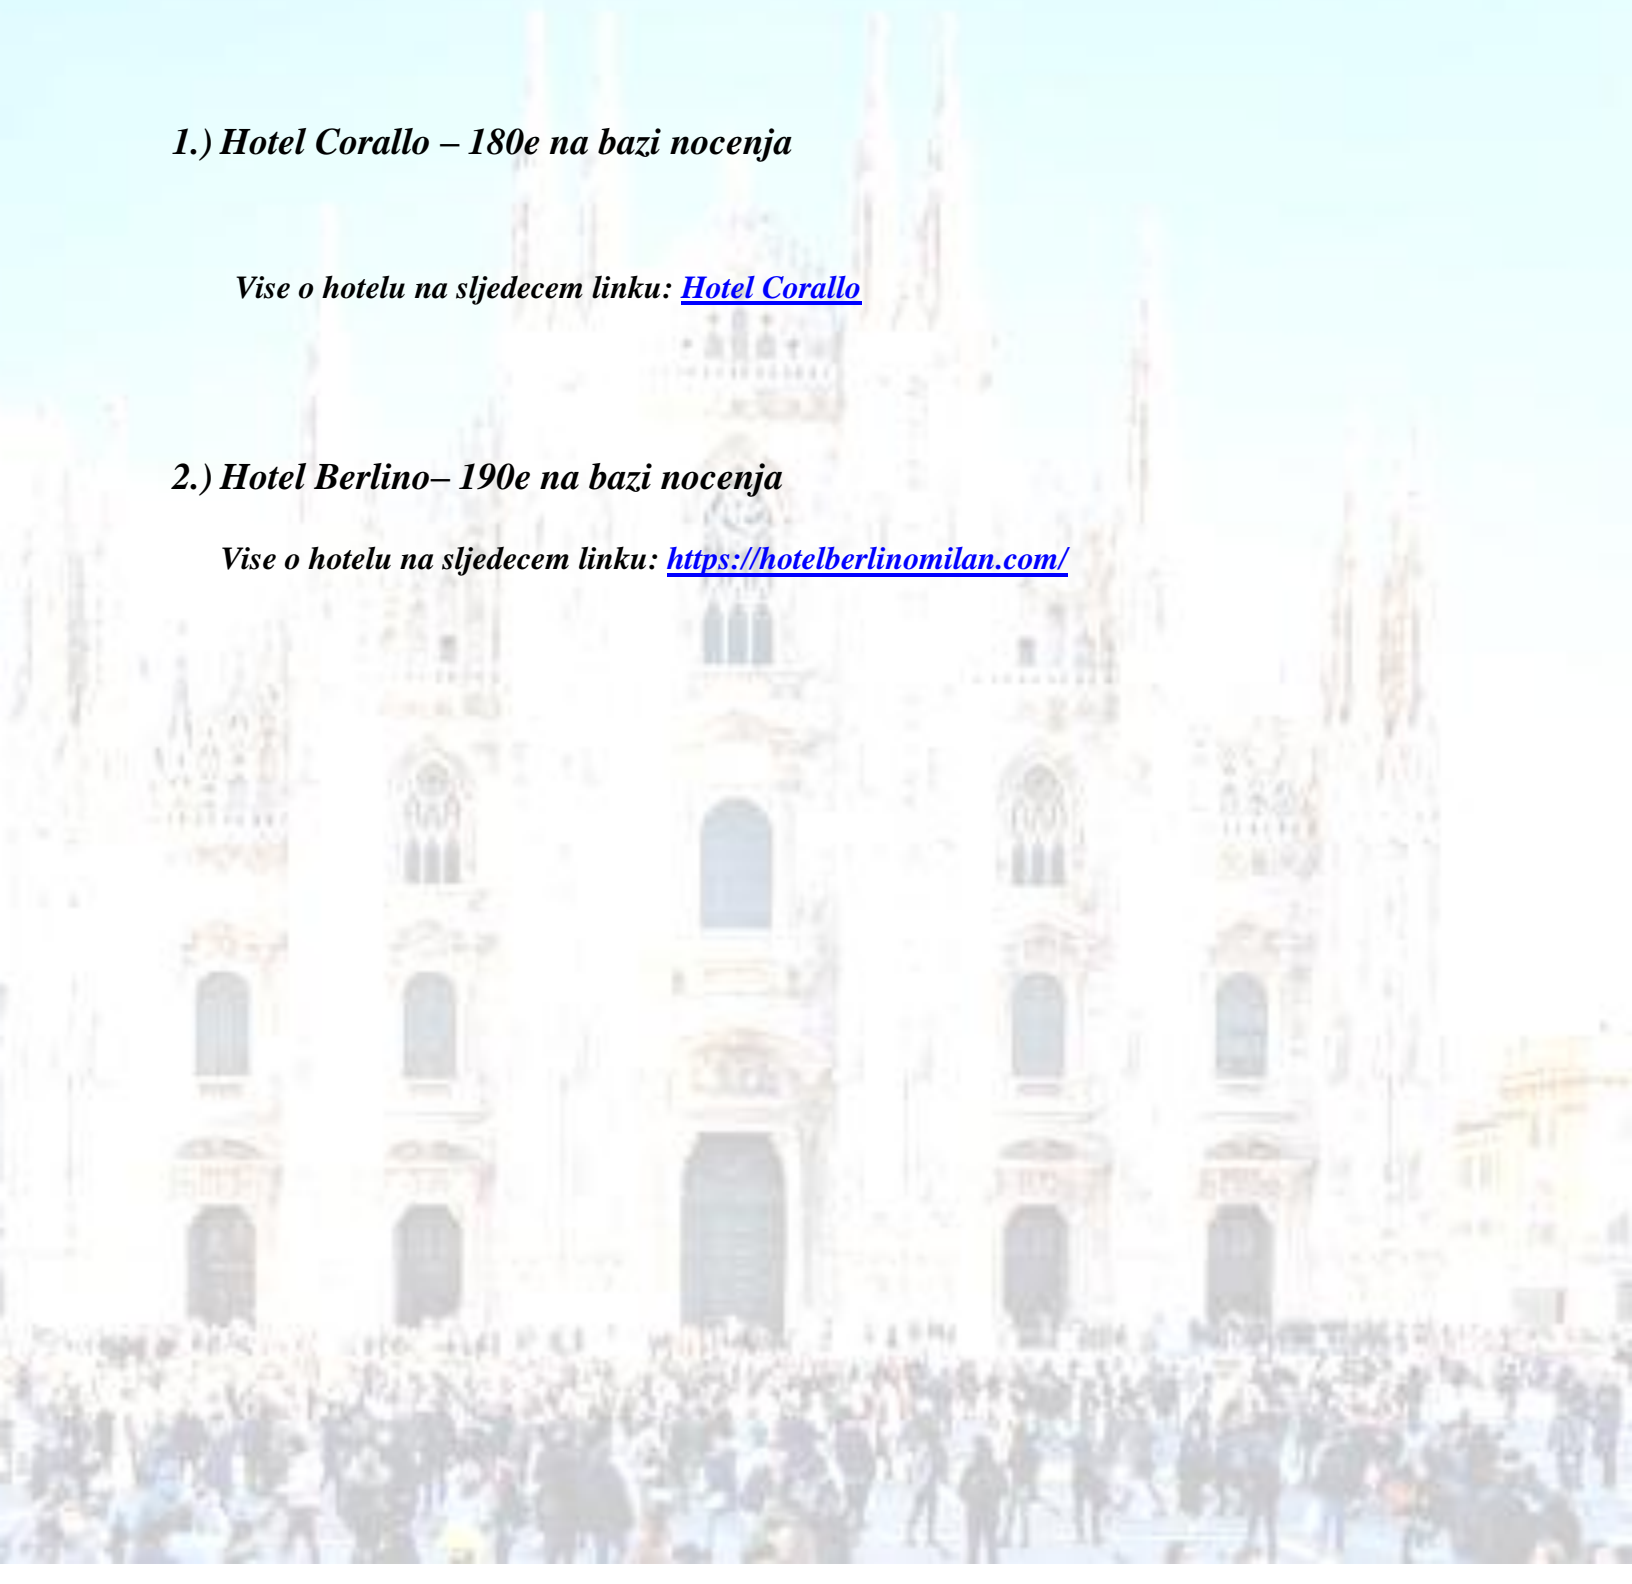 1.) Hotel Corallo – 180e na bazi nocenja
Vise o hotelu na sljedecem linku: Hotel Corallo
2.) Hotel Berlino– 190e na bazi nocenja
Vise o hotelu na sljedecem linku: https://hotelberlinomilan.com/